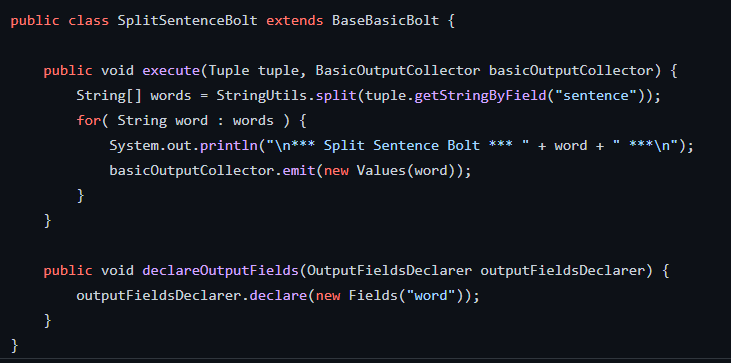 public class SplitSentenceBolt extends BaseBasicBolt {
    public void execute(Tuple tuple, BasicOutputCollector basicOutputCollector) {
        String[] words = StringUtils.split(tuple.getStringByField("sentence"));
        for( String word : words ) {
            System.out.println("\n*** Split Sentence Bolt *** " + word + " ***\n");
            basicOutputCollector.emit(new Values(word));
        }
    }
    public void declareOutputFields(OutputFieldsDeclarer outputFieldsDeclarer) {
        outputFieldsDeclarer.declare(new Fields("word"));
    }
}